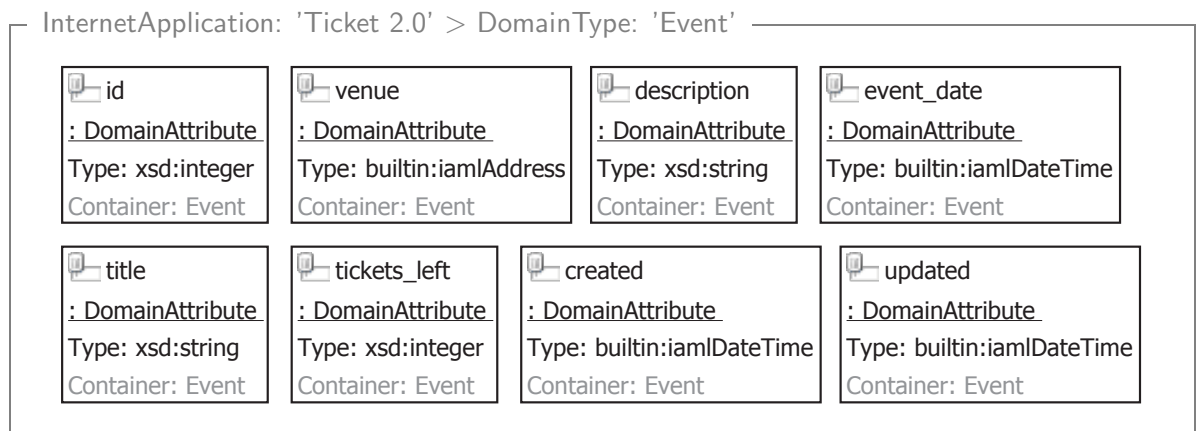 InternetApplication: 'Ticket 2.0' > DomainType: 'Event'
id
: DomainAttribute
Type: xsd:integer
Container: Event
venue
: DomainAttribute
Type: builtin:iamlAddress
Container: Event
description
: DomainAttribute
Type: xsd:string
Container: Event
event_date
: DomainAttribute
Type: builtin:iamlDateTime
Container: Event
title
: DomainAttribute
Type: xsd:string
Container: Event
tickets_left
: DomainAttribute
Type: xsd:integer
Container: Event
created
: DomainAttribute
Type: builtin:iamlDateTime
Container: Event
updated
: DomainAttribute
Type: builtin:iamlDateTime
Container: Event